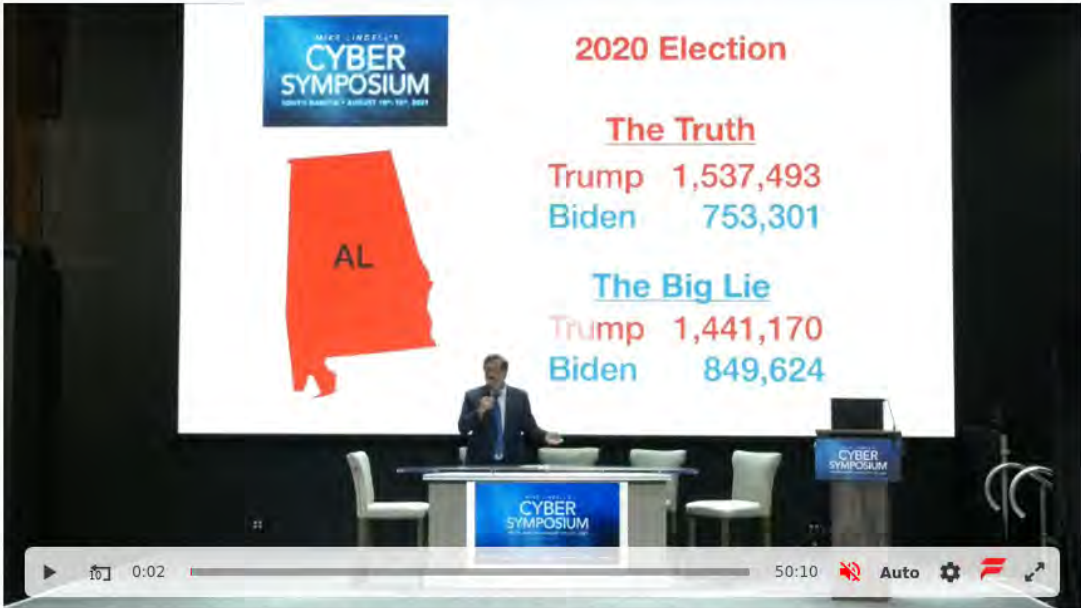 MIKE LINDELL'S
CYBER
SYMPOSIUM
2020 Election
The Truth
Trump 1,537,493
Biden 753,301
AL
The Big Lie
Trump 1,441,170
Biden 849,624
CYBER
SYMPOSIUM
CYBER
SYMPOSIUM
10
0:02
50:10
Auto